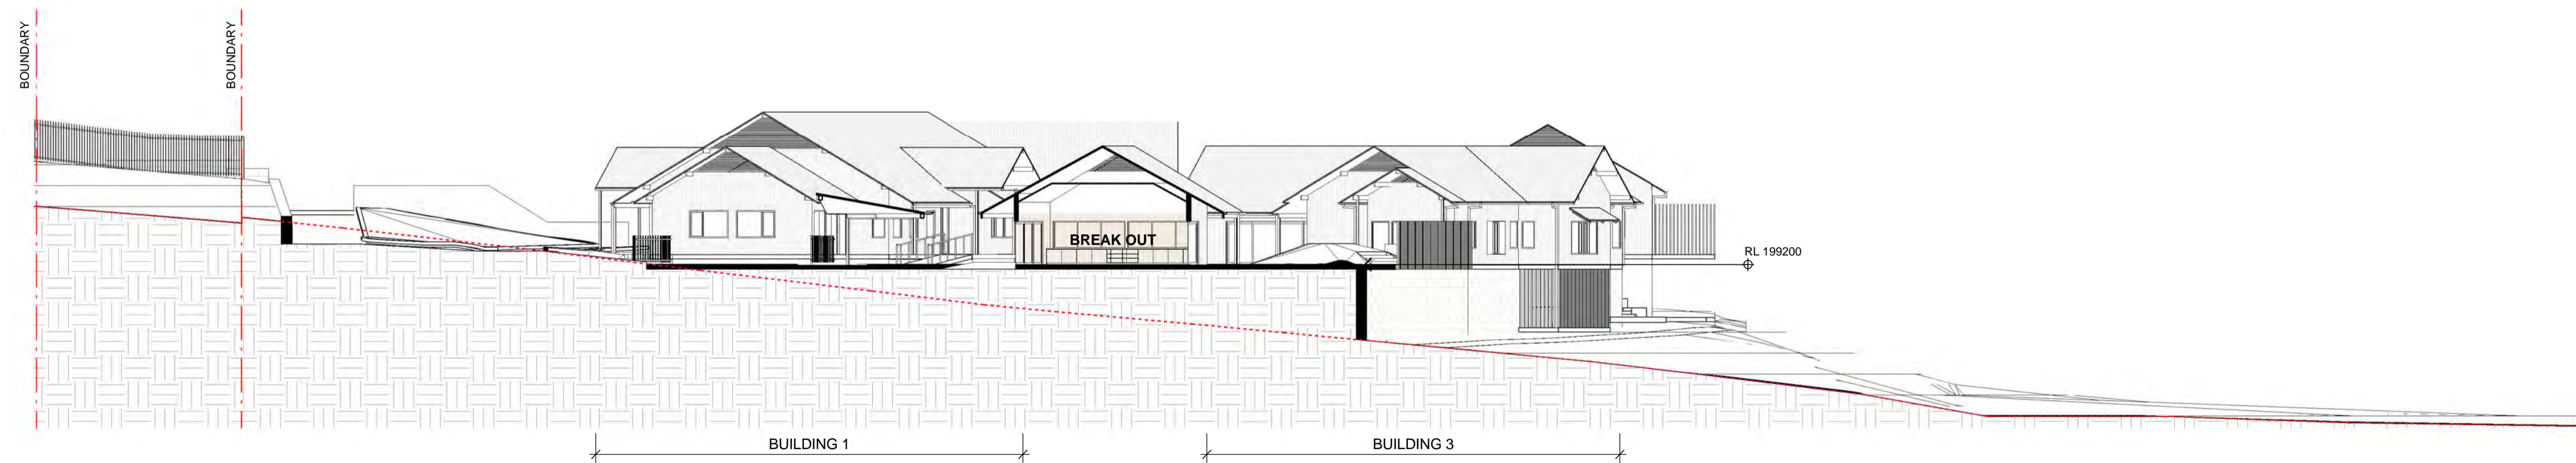 BOUNDARY
BOUNDARY
BREAK OUT
RL 199200
BUILDING 1
BUILDING 3